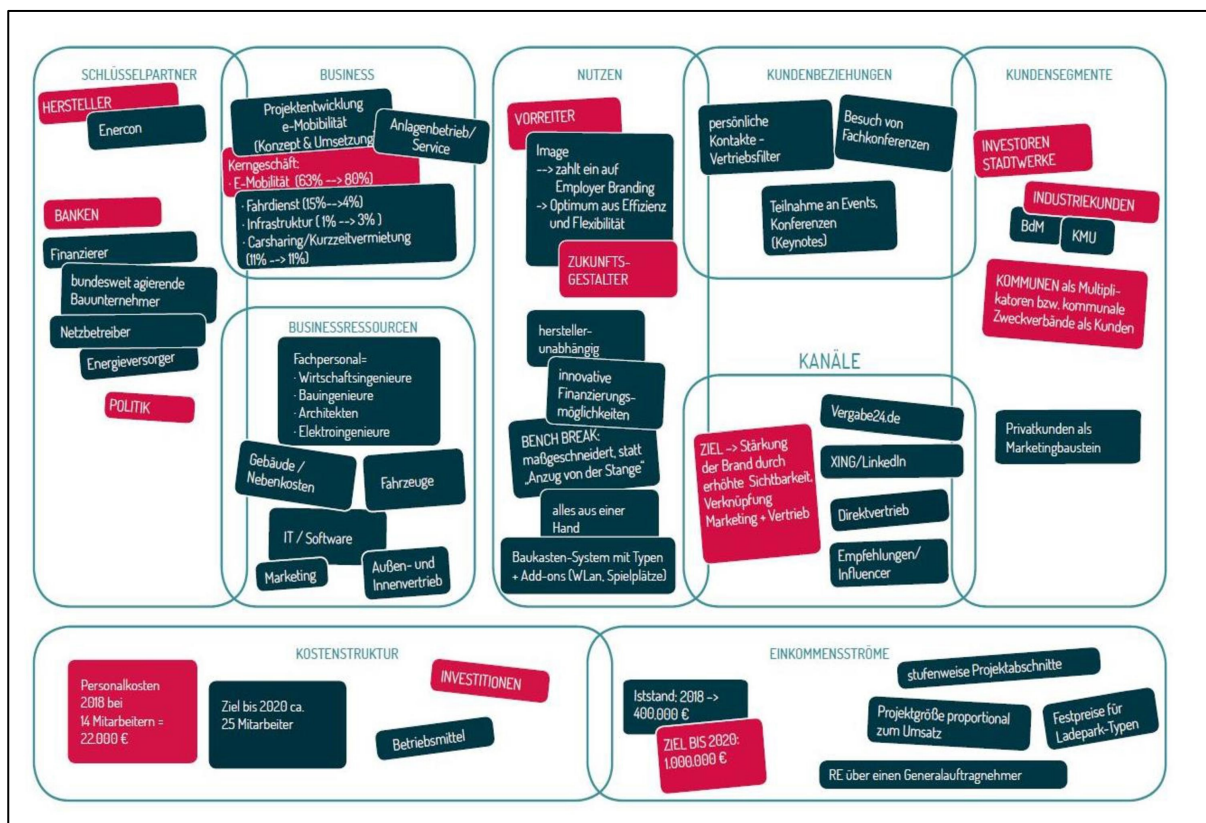 SCHLÜSSELPARTNER
HERSTELLER
Enercon
BANKEN
Finanzierer
bundesweit agierende
Bauunternehmer
Netzbetreiber
Energieversorger
POLITIK
BUSINESS
Projektentwicklung
e-Mobibilität
(Konzept & Umsetzung)
Anlagenbetrieb/
Service
Kerngeschäft:
· E-Mobilität (63% --> 80%)
· Fahrdienst (15%-->4%)
· Infrastruktur ( 1% --> 3% )
· Carsharing/Kurzzeitvermietung
(11% --> 11%)
BUSINESSRESSOURCEN
Fachpersonal=
· Wirtschaftsingenieure
· Bauingenieure
· Architekten
· Elektroingenieure
Gebäude /
Nebenkosten
Fahrzeuge
IT / Software
Marketing
Außen- und
Innenvertrieb
NUTZEN
VORREITER
Image
--> zahlt ein auf
Employer Branding
-> Optimum aus Effizienz
und Flexibilität
ZUKUNFTS-
GESTALTER
hersteller-
unabhängig
innovative
Finanzierungs-
möglichkeiten
BENCH BREAK:
maßgeschneidert, statt
„Anzug von der Stange“
alles aus einer
Hand
Baukasten-System mit Typen
+ Add-ons (WLan, Spielplätze)
KUNDENBEZIEHUNGEN
persönliche
Kontakte -
Vertriebsfilter
Besuch von
Fachkonferenzen
Teilnahme an Events,
Konferenzen
(Keynotes)
KANÄLE
ZIEL -> Stärkung
der Brand durch
erhöhte Sichtbarkeit,
Verknüpfung
Marketing + Vertrieb
Vergabe24.de
XING/LinkedIn
Direktvertrieb
Empfehlungen/
Influencer
KUNDENSEGMENTE
INVESTOREN
STADTWERKE
INDUSTRIEKUNDEN
BdM
KMU
KOMMUNEN als Multipli-
katoren bzw. kommunale
Zweckverbände als Kunden
Privatkunden als
Marketingbaustein
KOSTENSTRUKTUR
Personalkosten
2018 bei
14 Mitarbeitern =
22.000 €
Ziel bis 2020 ca.
25 Mitarbeiter
INVESTITIONEN
Betriebsmittel
EINKOMMENSSTRÖME
Iststand: 2018 ->
400.000 €
ZIEL BIS 2020:
1.000.000 €
stufenweise Projektabschnitte
Projektgröße proportional
zum Umsatz
Festpreise für
Ladepark-Typen
RE über einen Generalauftragnehmer